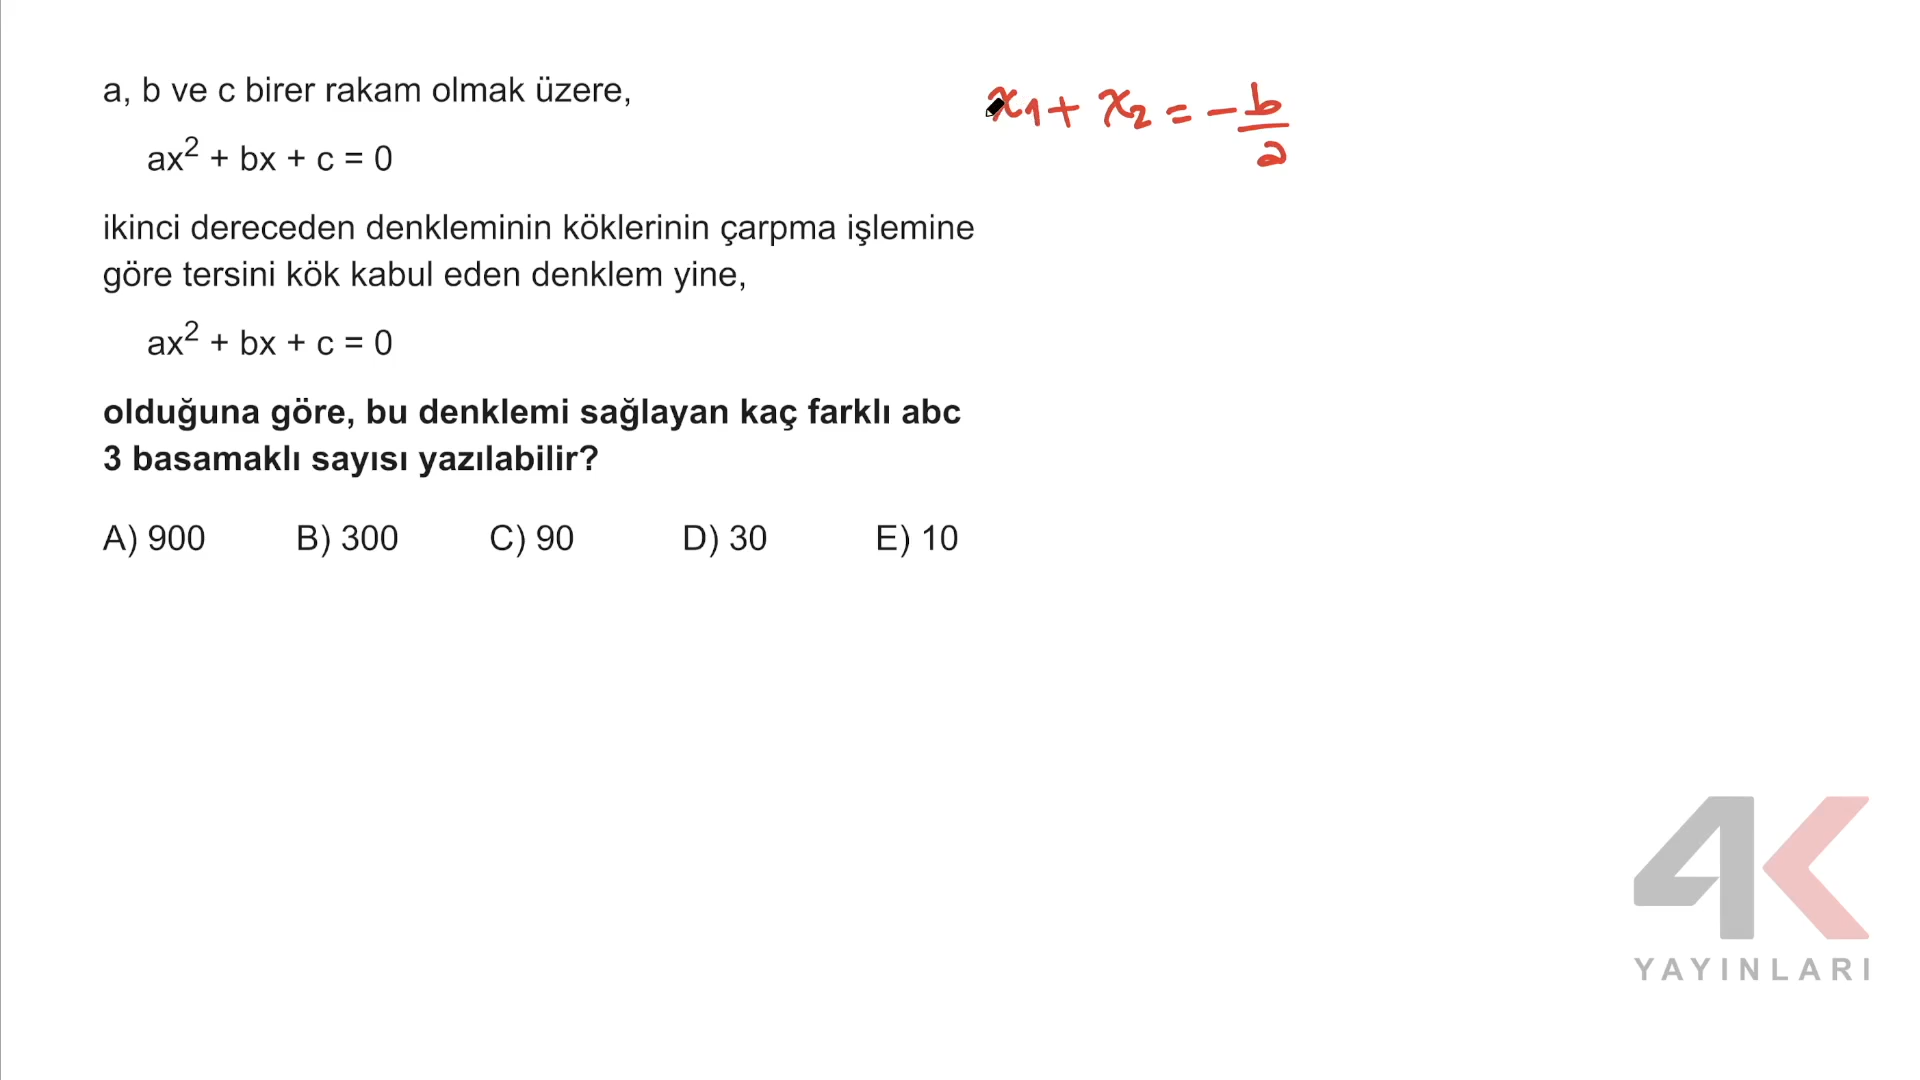 a, b ve c birer rakam olmak üzere,
ax² + bx + c = 0
ikinci dereceden denkleminin köklerinin çarpma işlemine
göre tersini kök kabul eden denklem yine,
ax² + bx + c = 0
olduğuna göre, bu denklemi sağlayan kaç farklı abc
3 basamaklı sayısı yazılabilir?
A) 900 B) 300 C) 90 D) 30 E) 10
x₁ + x₂ = - b/a
4K
YAYINLARI